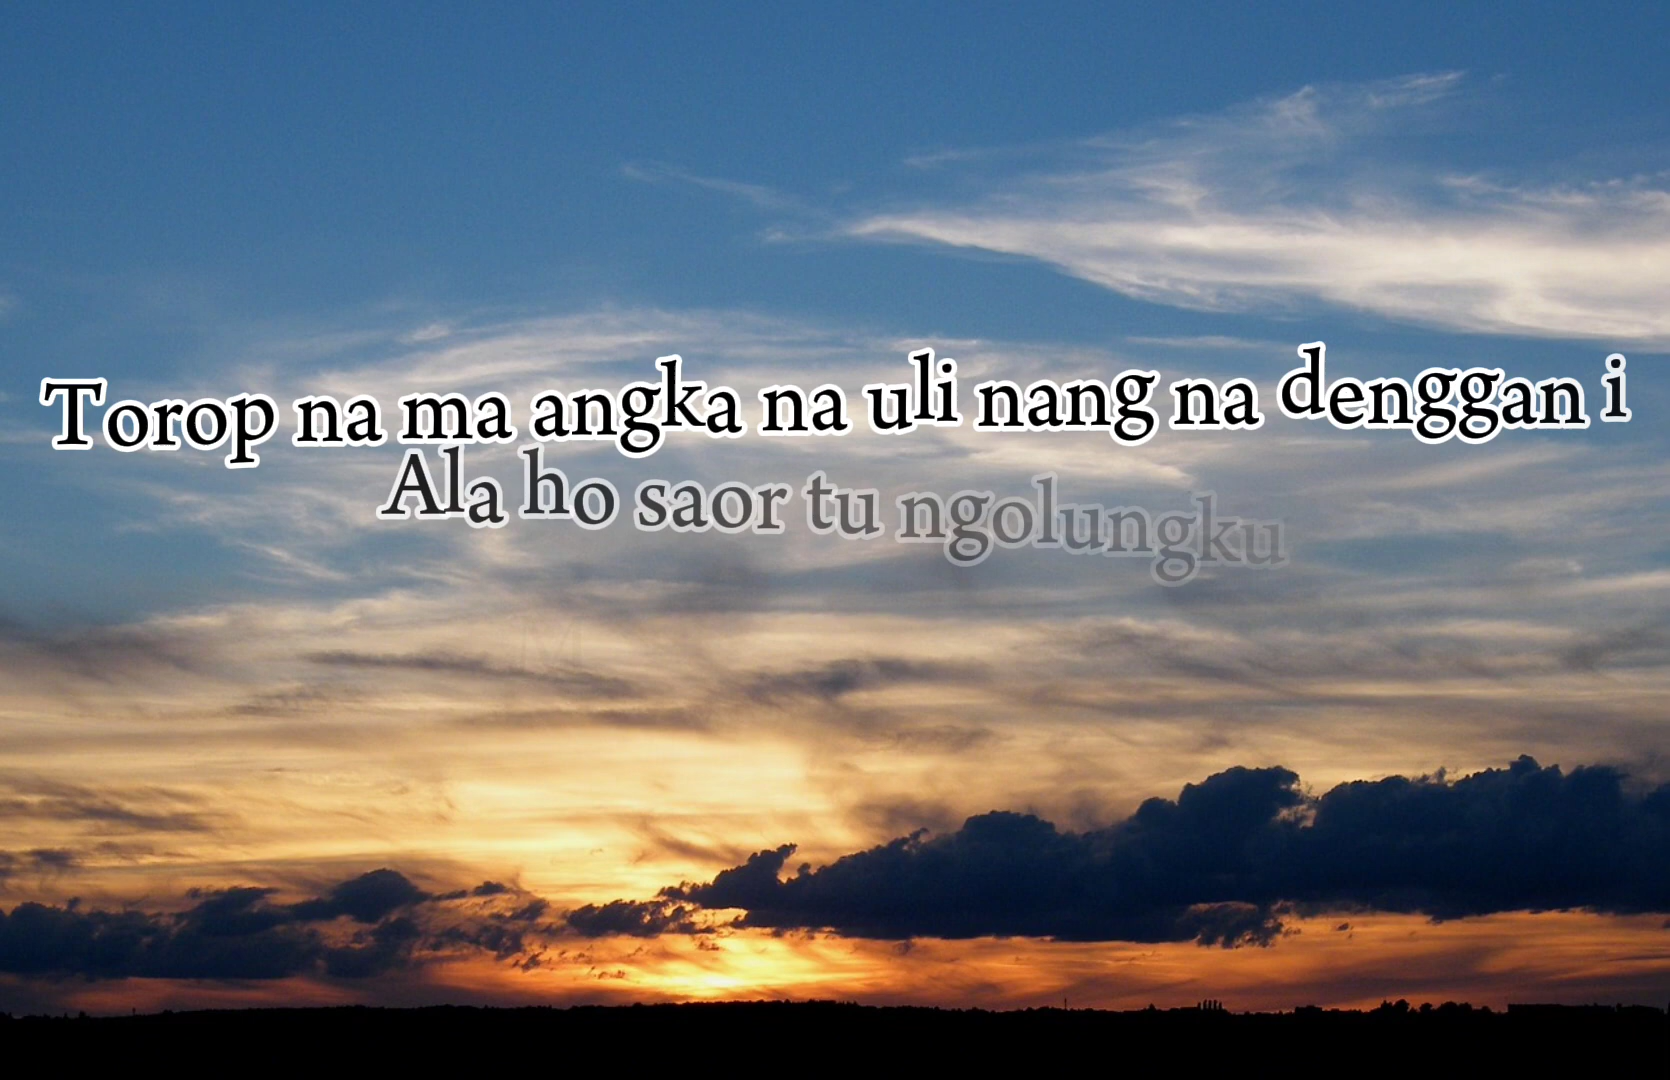 Torop na ma angka na uli nang na denggan i
Ala ho saor tu ngolungku